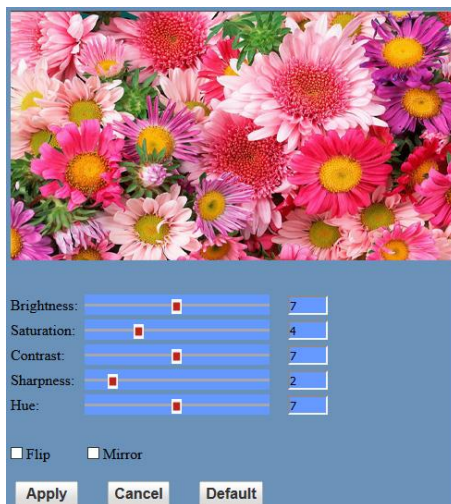 Brightness: 7
Saturation: 4
Contrast: 7
Sharpness: 2
Hue: 7
Flip Mirror
Apply Cancel Default